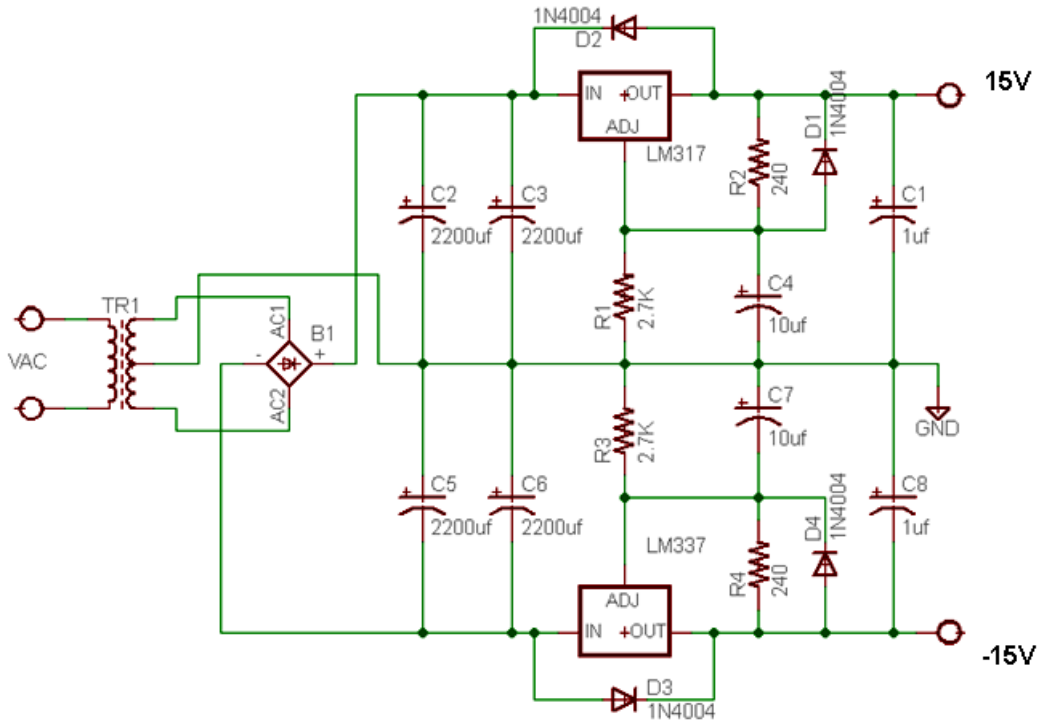 1N4004
D2
15V
IN
+OUT
ADJ
LM317
R2
240
D1
1N4004
C2
2200uf
C3
2200uf
C1
1uf
R1
2.7K
C4
10uf
TR1
VAC
AC1
B1
-
+
AC2
R3
2.7K
C7
10uf
GND
C5
2200uf
C6
2200uf
C8
1uf
LM337
R4
240
D4
1N4004
ADJ
IN
+OUT
-15V
D3
1N4004